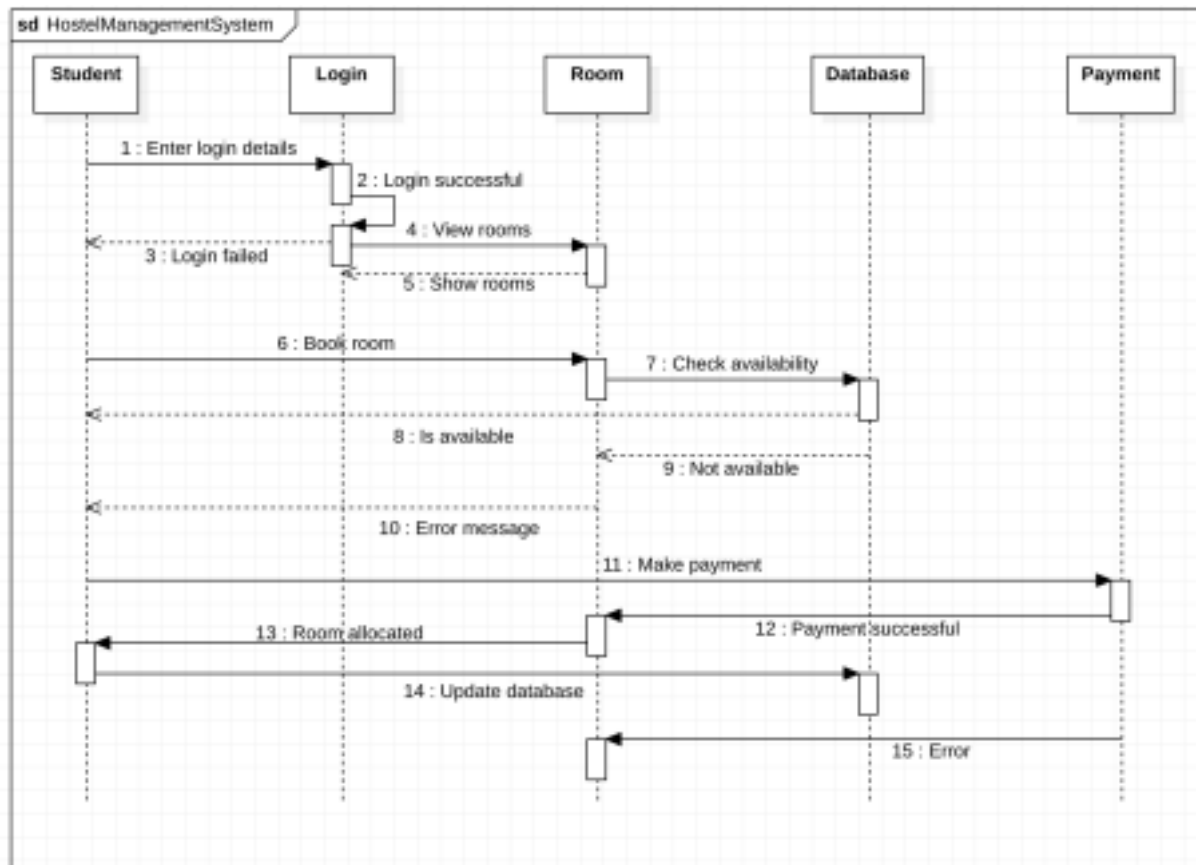 sd HostelManagementSystem
Student
Login
Room
Database
Payment
1 : Enter login details
2 : Login successful
4 : View rooms
3 : Login failed
5 : Show rooms
6 : Book room
7 : Check availability
8 : Is available
9 : Not available
10 : Error message
11 : Make payment
12 : Payment successful
13 : Room allocated
14 : Update database
15 : Error